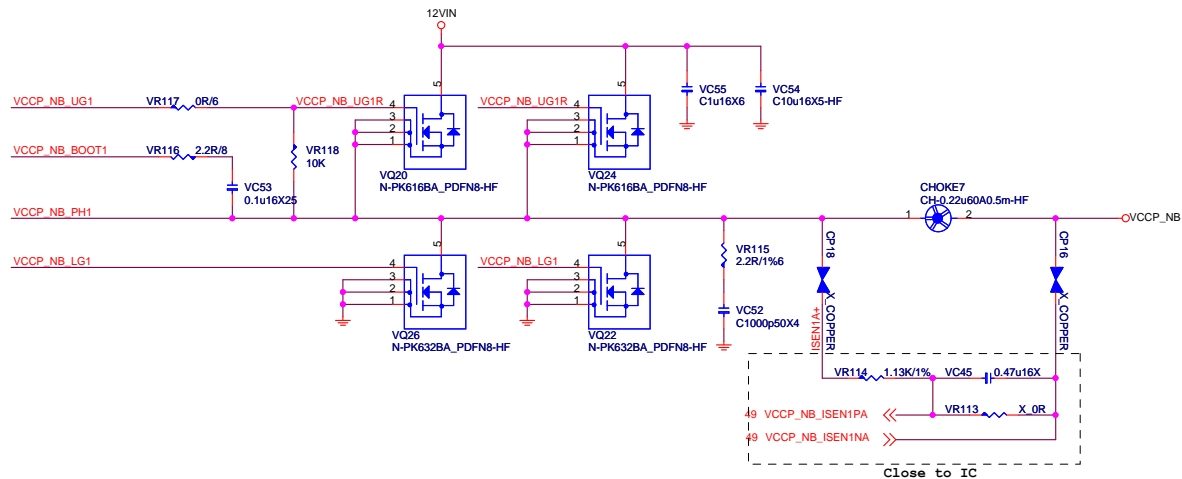 12VIN
5
5
VC55
C1u16X6
VC54
C10u16X5-HF
VCCP_NB_UG1
VR117
0R/6
VCCP_NB_UG1R
4
3
2
1
VCCP_NB_UG1R
4
3
2
1
VCCP_NB_BOOT1
VR116
2.2R/8
VR118
10K
VQ20
N-PK616BA_PDFN8-HF
VQ24
N-PK616BA_PDFN8-HF
VC53
0.1u16X25
CHOKE7
CH-0.22u60A0.5m-HF
VCCP_NB_PH1
1
2
VCCP_NB
5
5
VR115
2.2R/1%6
CP18
X_COPPER
CP16
X_COPPER
VCCP_NB_LG1
4
3
2
1
VCCP_NB_LG1
4
3
2
1
VC52
C1000p50X4
ISEN1A+
VQ26
N-PK632BA_PDFN8-HF
VQ22
N-PK632BA_PDFN8-HF
VR114
1.13K/1%
VC45
0.47u16X
49 VCCP_NB_ISEN1PA
VR113
X_0R
49 VCCP_NB_ISEN1NA
Close to IC